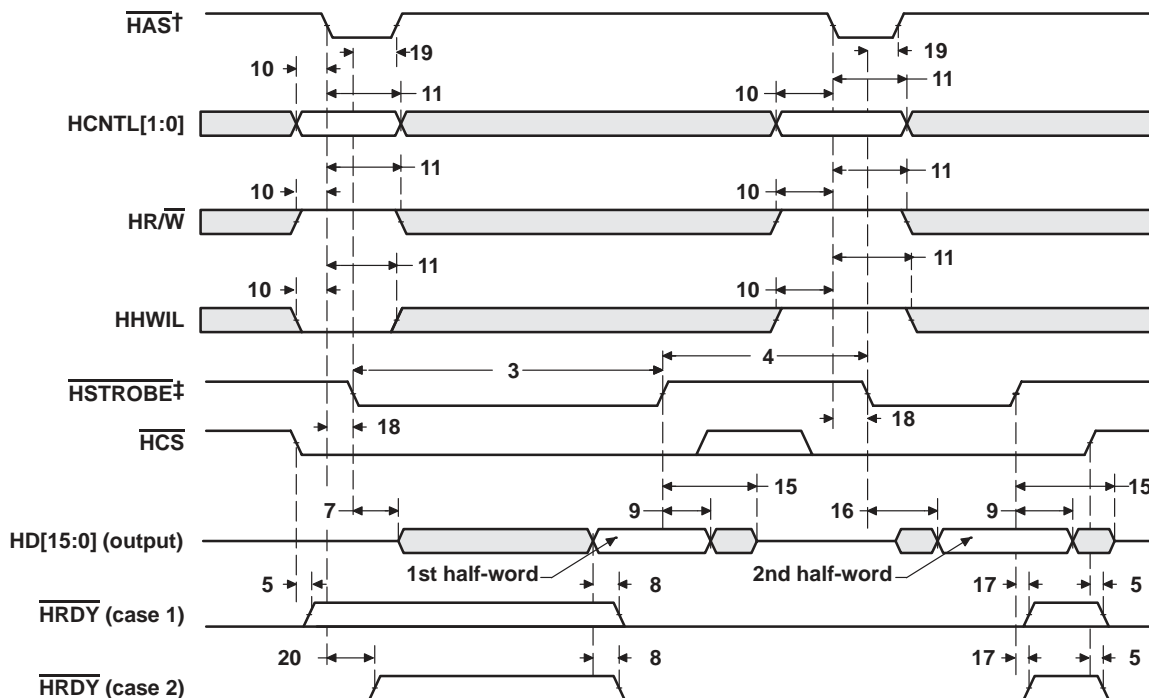 HAS†
19
19
10
11
11
10
HCNTL[1:0]
11
11
10
10
HR/W
11
11
10
10
HHWIL
4
3
HSTROBE‡
18
18
HCS
15
15
7
9
16
9
HD[15:0] (output)
1st half-word
2nd half-word
5
8
17
5
HRDY (case 1)
20
8
17
5
HRDY (case 2)